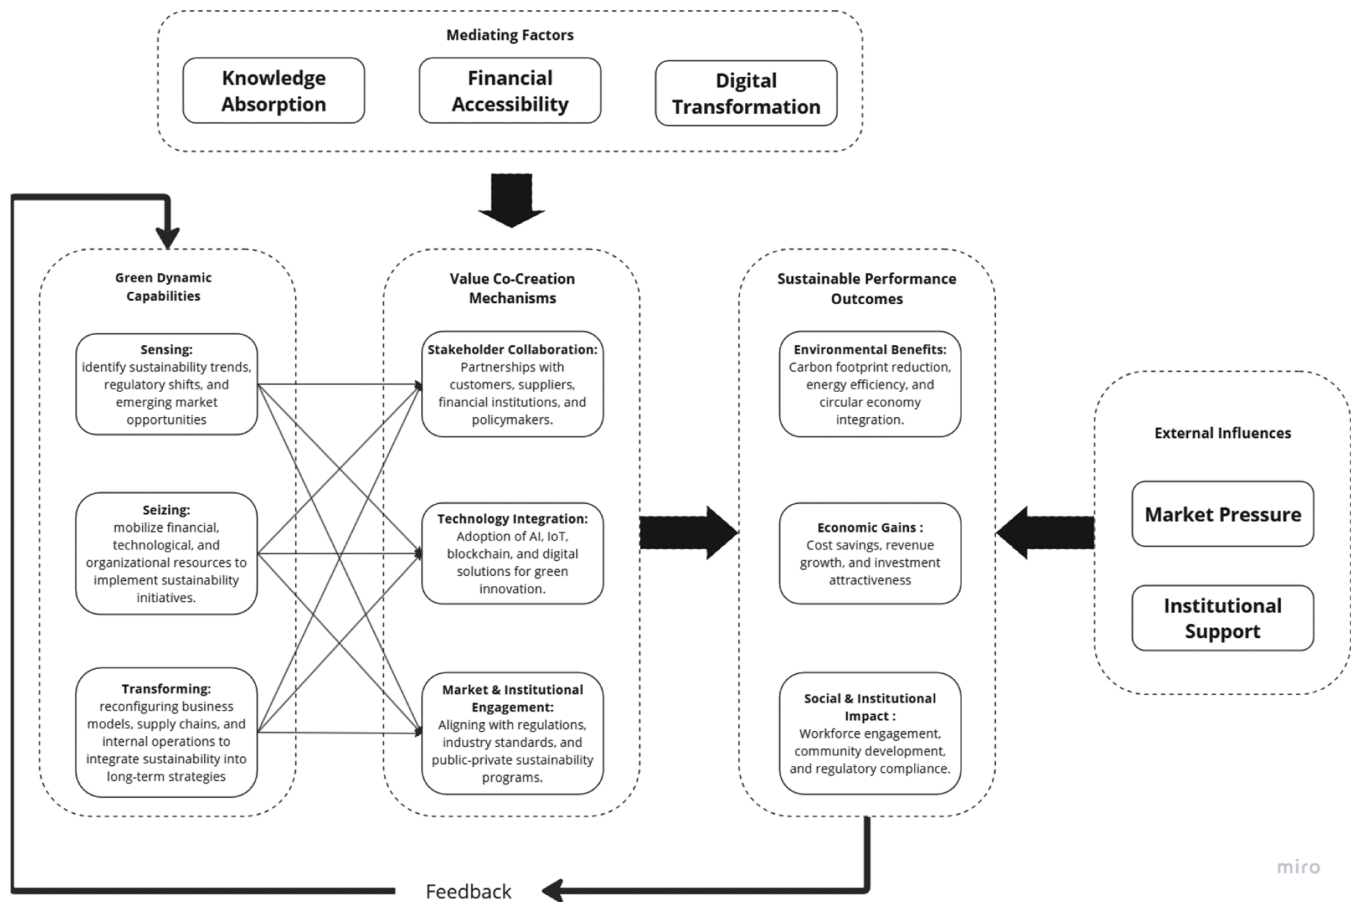 Mediating Factors
Knowledge
Absorption
Financial
Accessibility
Digital
Transformation
Green Dynamic
Capabilities
Sensing:
identify sustainability trends,
regulatory shifts, and
emerging market
opportunities
Seizing:
mobilize financial,
technological, and
organizational resources to
implement sustainability
initiatives.
Transforming:
reconfiguring business
models, supply chains, and
internal operations to
integrate sustainability into
long-term strategies
Value Co-Creation
Mechanisms
Stakeholder Collaboration:
Partnerships with
customers, suppliers,
financial institutions, and
policymakers.
Technology Integration:
Adoption of AI, IoT,
blockchain, and digital
solutions for green
innovation.
Market & Institutional
Engagement:
Aligning with regulations,
industry standards, and
public-private sustainability
programs.
Sustainable Performance
Outcomes
Environmental Benefits:
Carbon footprint reduction,
energy efficiency, and
circular economy
integration.
Economic Gains :
Cost savings, revenue
growth, and investment
attractiveness
Social & Institutional
Impact :
Workforce engagement,
community development,
and regulatory compliance.
External Influences
Market Pressure
Institutional
Support
Feedback
miro